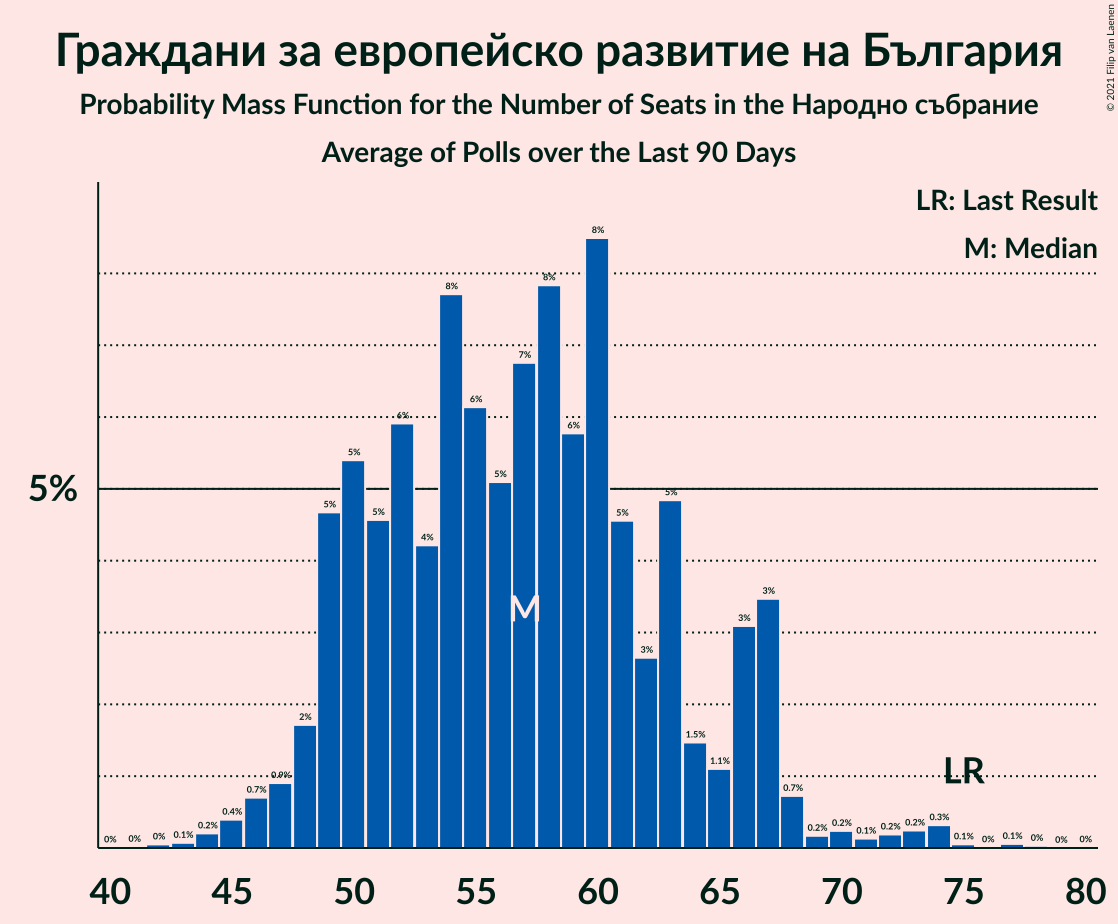 Граждани за европейско развитие на България
Probability Mass Function for the Number of Seats in the Народно събрание
Average of Polls over the Last 90 Days
© 2021 Filip van Laenen
LR: Last Result
M: Median
5%
0% 0% 0% 0.1% 0.2% 0.4% 0.7% 0.9% 2% 5% 5% 5% 6% 4% 8% 6% 5% 7% 8% 6% 8% 5% 3% 5% 1.5% 1.1% 3% 3% 0.7% 0.2% 0.2% 0.1% 0.2% 0.2% 0.3% 0.1% 0% 0.1% 0% 0% 0%
M
LR
40 45 50 55 60 65 70 75 80